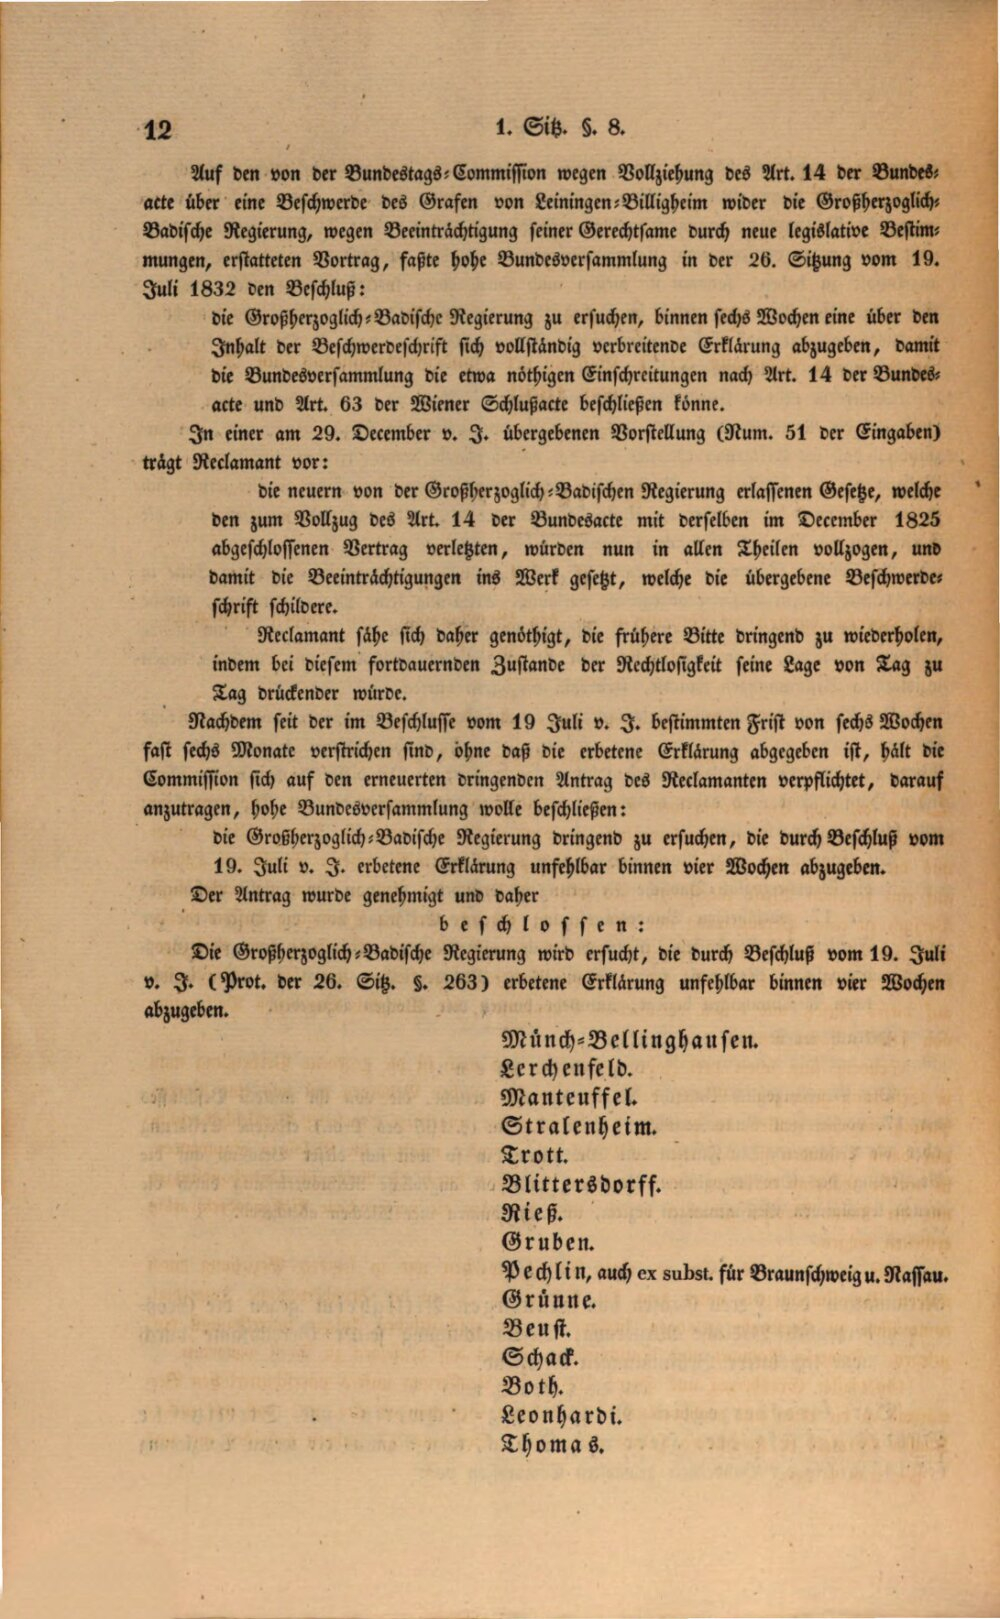 12
1. Sitz. §. 8.
Auf den von der Bundestags-Commission wegen Vollziehung des Art. 14 der Bundes-
acte über eine Beschwerde des Grafen von Leiningen-Billigheim wider die Großherzoglich-
Badische Regierung, wegen Beeinträchtigung seiner Gerechtsame durch neue legislative Bestim-
mungen, erstatteten Vortrag, faßte hohe Bundesversammlung in der 26. Sitzung vom 19.
Juli 1832 den Beschluß:
die Großherzoglich-Badische Regierung zu ersuchen, binnen sechs Wochen eine über den
Inhalt der Beschwerdeschrift sich vollständig verbreitende Erklärung abzugeben, damit
die Bundesversammlung die etwa nöthigen Einschreitungen nach Art. 14 der Bundes-
acte und Art. 63 der Wiener Schlußacte beschließen könne.
In einer am 29. December v. J. übergebenen Vorstellung (Num. 51 der Eingaben)
trägt Reclamant vor:
die neuern von der Großherzoglich-Badischen Regierung erlassenen Gesetze, welche
den zum Vollzug des Art. 14 der Bundesacte mit derselben im December 1825
abgeschlossenen Vertrag verletzten, würden nun in allen Theilen vollzogen, und
damit die Beeinträchtigungen ins Werk gesetzt, welche die übergebene Beschwerde-
schrift schildere.
Reclamant sähe sich daher genöthigt, die frühere Bitte dringend zu wiederholen,
indem bei diesem fortdauernden Zustande der Rechtlosigkeit seine Lage von Tag zu
Tag drückender würde.
Nachdem seit der im Beschlusse vom 19 Juli v. J. bestimmten Frist von sechs Wochen
fast sechs Monate verstrichen sind, ohne daß die erbetene Erklärung abgegeben ist, hält die
Commission sich auf den erneuerten dringenden Antrag des Reclamanten verpflichtet, darauf
anzutragen, hohe Bundesversammlung wolle beschließen:
die Großherzoglich-Badische Regierung dringend zu ersuchen, die durch Beschluß vom
19. Juli v. J. erbetene Erklärung unfehlbar binnen vier Wochen abzugeben.
Der Antrag wurde genehmigt und daher
beschlossen:
Die Großherzoglich-Badische Regierung wird ersucht, die durch Beschluß vom 19. Juli
v. J. (Prot. der 26. Sitz. §. 263) erbetene Erklärung unfehlbar binnen vier Wochen
abzugeben.
Münch-Bellinghausen.
Lerchenfeld.
Manteuffel.
Stralenheim.
Trott.
Blittersdorff.
Rieß.
Gruben.
Pechlin, auch ex subst. für Braunschweig u. Nassau.
Grünne.
Beust.
Schack.
Both.
Leonhardi.
Thomas.